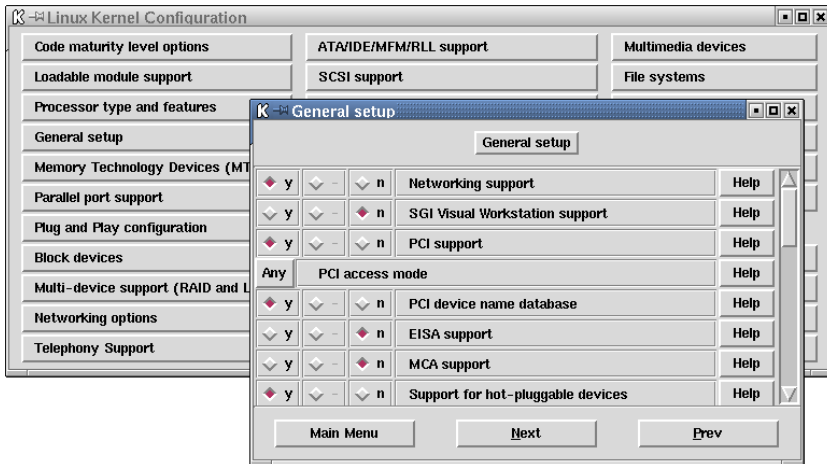 Linux Kernel Configuration
Code maturity level options
ATA/IDE/MFM/RLL support
Multimedia devices
Loadable module support
SCSI support
File systems
Processor type and features
General setup
Memory Technology Devices (MT
Parallel port support
Plug and Play configuration
Block devices
Multi-device support (RAID and L
Networking options
Telephony Support
General setup
General setup
y - n Networking support Help
y - n SGI Visual Workstation support Help
y - n PCI support Help
Any PCI access mode Help
y - n PCI device name database Help
y - n EISA support Help
y - n MCA support Help
y - n Support for hot-pluggable devices Help
Main Menu Next Prev